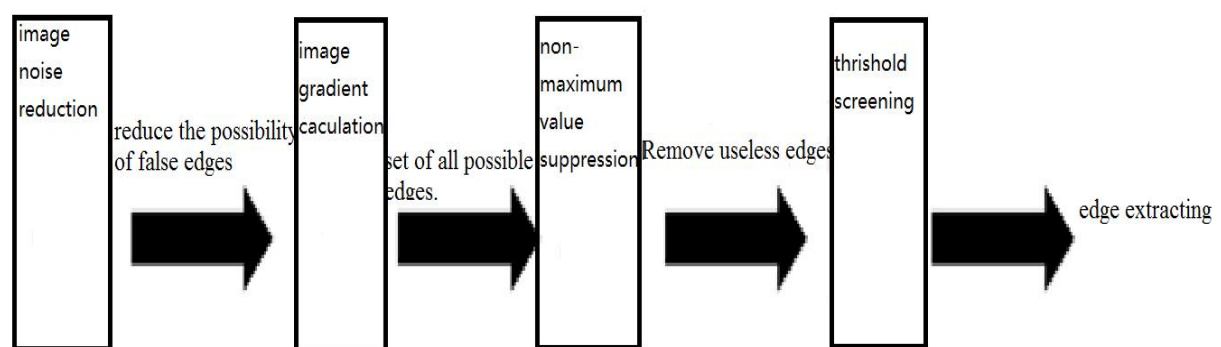 image
noise
reduction
reduce the possibility
of false edges
image
gradient
caculation
set of all possible
edges.
non-
maximum
value
suppression
Remove useless edges
thrishold
screening
edge extracting